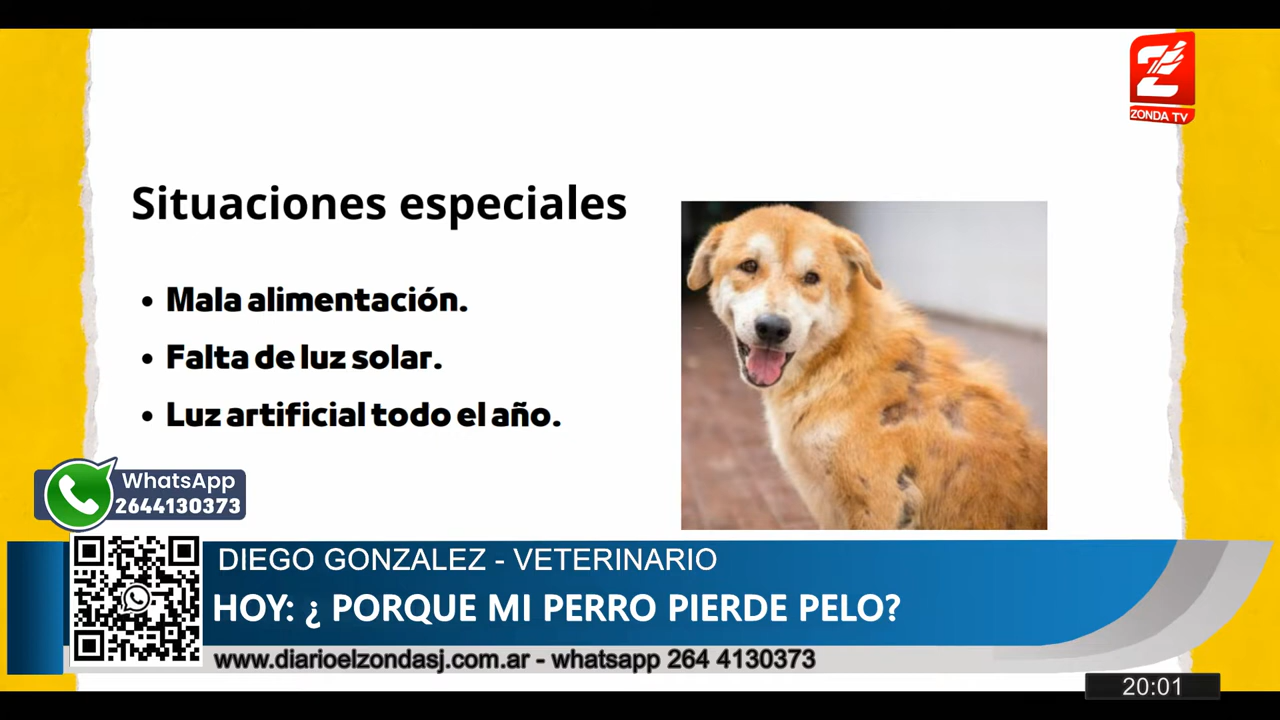 ZONDA TV
Situaciones especiales
• Mala alimentación.
• Falta de luz solar.
• Luz artificial todo el año.
WhatsApp
2644130373
DIEGO GONZALEZ - VETERINARIO
HOY: ¿ PORQUE MI PERRO PIERDE PELO?
www.diarioelzondasj.com.ar - whatsapp 264 4130373
20:01